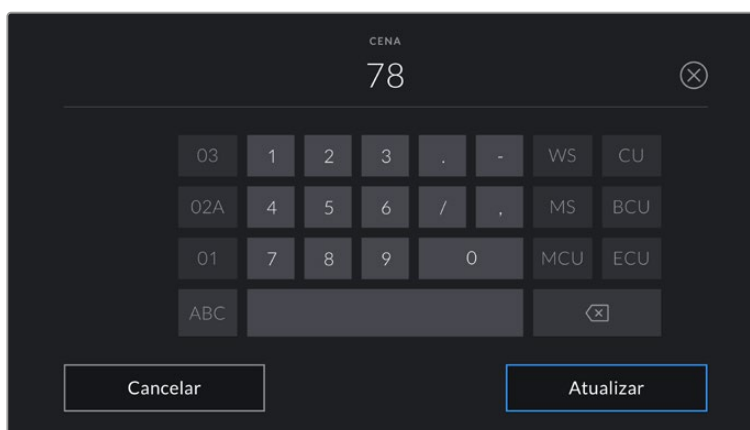 CENA
78
03 1 2 3 . - WS CU
02A 4 5 6 / , MS BCU
01 7 8 9 0 MCU ECU
ABC
Cancelar Atualizar